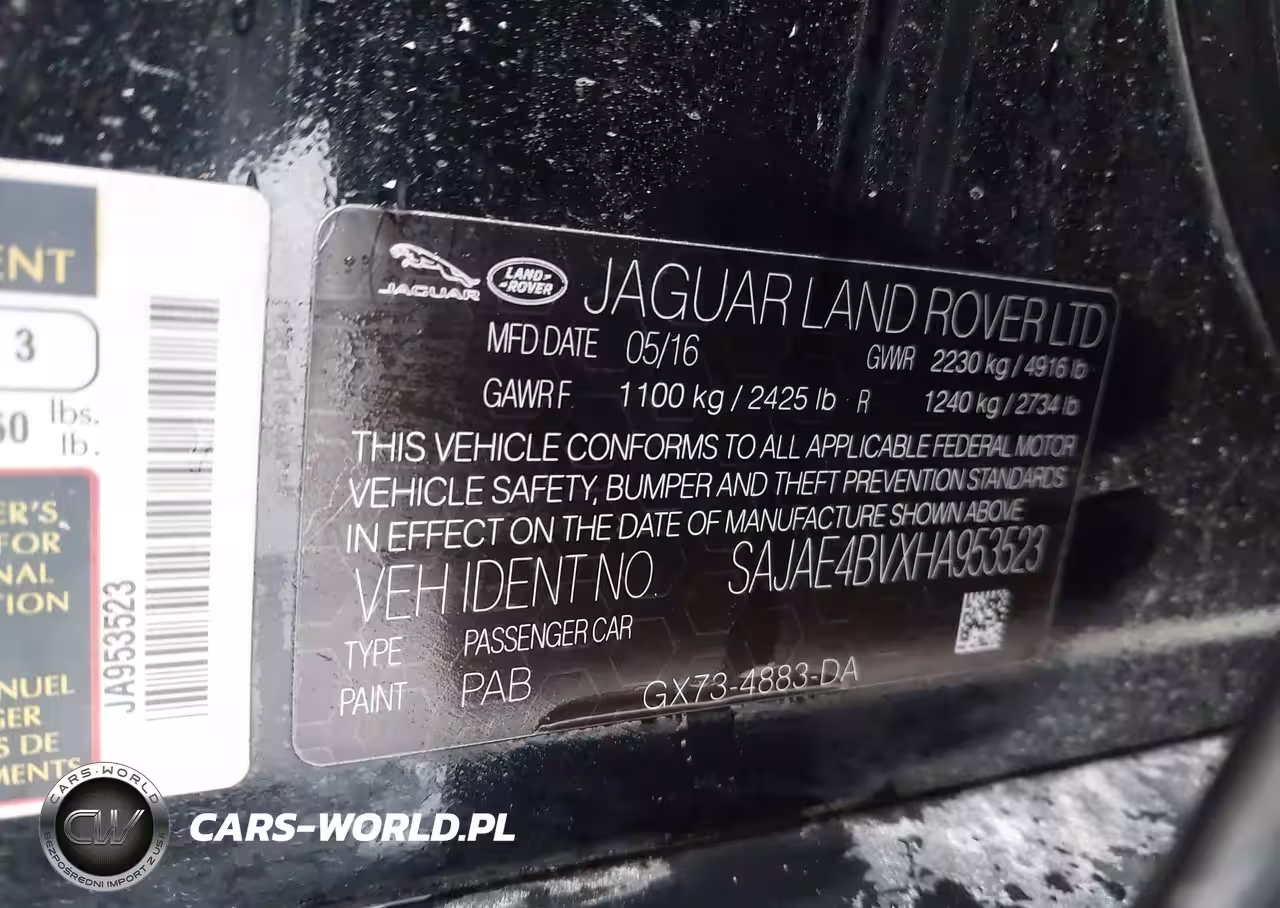 ENT
3
50 lbs.
lb.
ER'S
FOR
NAL
TION
NUEL
GER
S DE
MENTS
JA953523
JAGUAR LAND ROVER JAGUAR LAND ROVER LTD
MFD DATE 05/16 GVWR 2230 kg / 4916 lb
GAWR F 1100 kg / 2425 lb R 1240 kg / 2734 lb
THIS VEHICLE CONFORMS TO ALL APPLICABLE FEDERAL MOTOR
VEHICLE SAFETY, BUMPER AND THEFT PREVENTION STANDARDS
IN EFFECT ON THE DATE OF MANUFACTURE SHOWN ABOVE
VEH IDENT NO. SAJAE4BVXHA953523
TYPE PASSENGER CAR
PAINT PAB GX73-4883-DA
CARS-WORLD
CW
BEZPOŚREDNI IMPORT Z USA
CARS-WORLD.PL